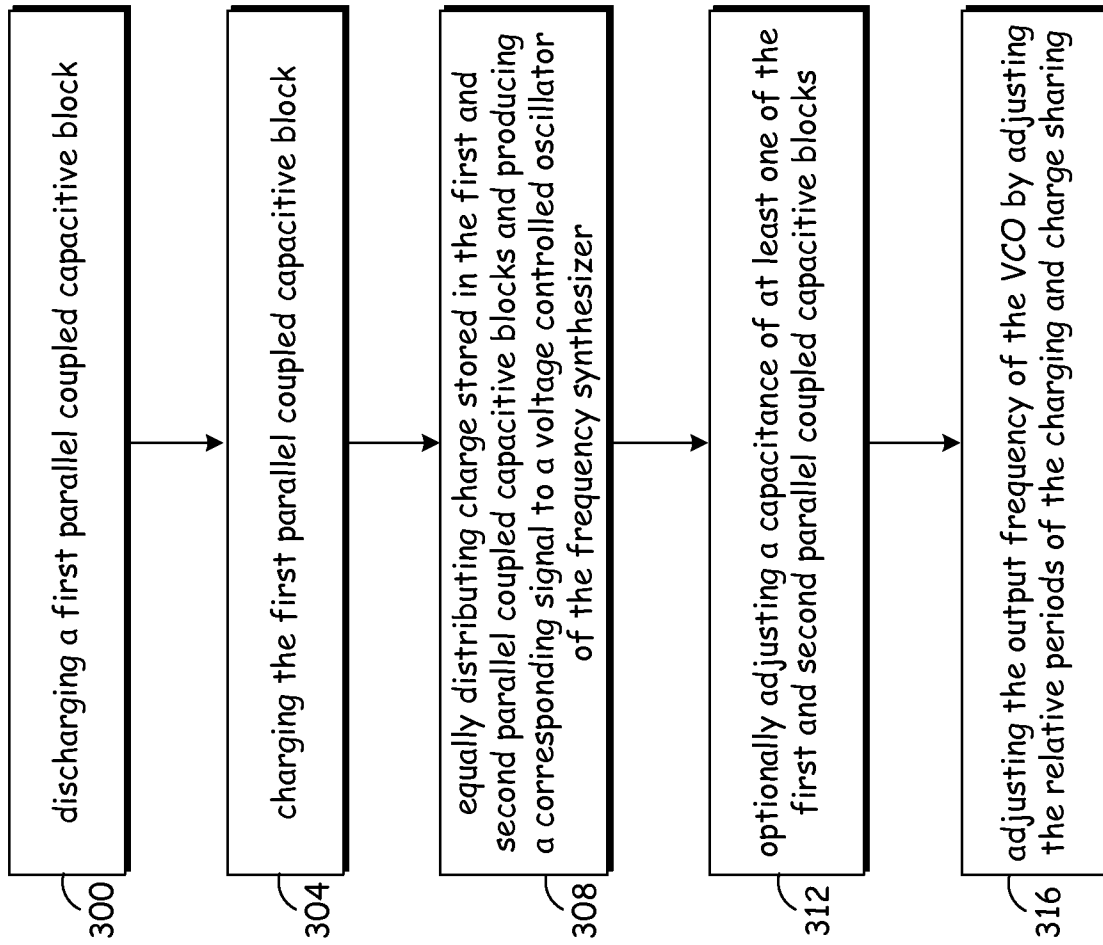 discharging a first parallel coupled capacitive block
300
charging the first parallel coupled capacitive block
304
equally distributing charge stored in the first and
second parallel coupled capacitive blocks and producing
a corresponding signal to a voltage controlled oscillator
of the frequency synthesizer
308
optionally adjusting a capacitance of at least one of the
first and second parallel coupled capacitive blocks
312
adjusting the output frequency of the VCO by adjusting
the relative periods of the charging and charge sharing
316